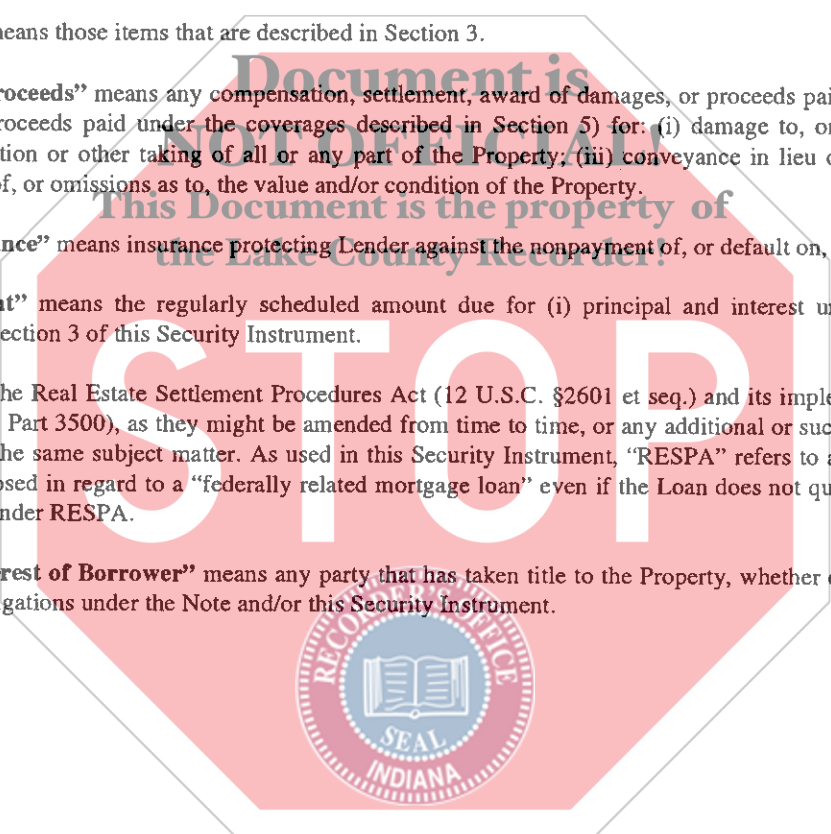 eans those items that are described in Section 3.
Document is
roceeds” means any compensation, settlement, award of damages, or proceeds pai
roceeds paid under the coverages described in Section 5) for: (i) damage to, or
NOT OFFICIAL!
tion or other taking of all or any part of the Property; (iii) conveyance in lieu
f, or omissions as to, the value and/or condition of the Property.
This Document is the property of
nce” means insurance protecting Lender against the nonpayment of, or default on,
the Lake County Recorder!
t” means the regularly scheduled amount due for (i) principal and interest
ection 3 of this Security Instrument.
STOP
he Real Estate Settlement Procedures Act (12 U.S.C. §2601 et seq.) and its imple
Part 3500), as they might be amended from time to time, or any additional or suc
he same subject matter. As used in this Security Instrument, “RESPA” refers to a
osed in regard to a “federally related mortgage loan” even if the Loan does not qu
nder RESPA.
rest of Borrower” means any party that has taken title to the Property, whether
gations under the Note and/or this Security Instrument.
RECORDER'S OFFICE
SEAL
INDIANA